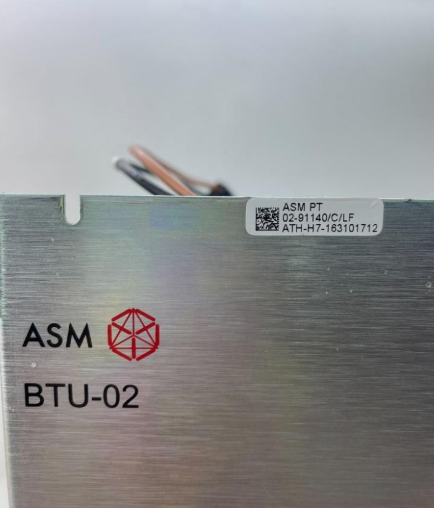 ASM PT
02-91140/C/LF
ATH-H7-163101712
ASM
BTU-02